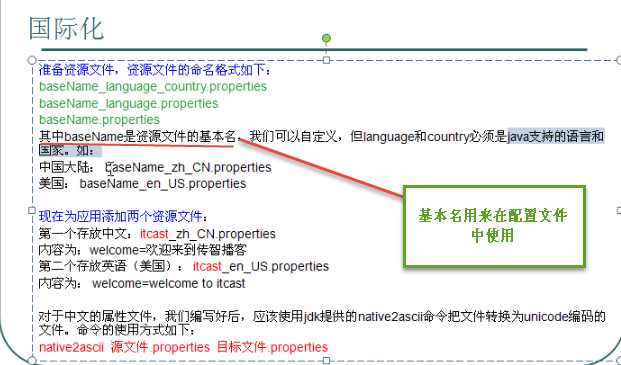 国际化
准备资源文件，资源文件的命名格式如下：
baseName_language_country.properties
baseName_language.properties
baseName.properties
其中baseName是资源文件的基本名，我们可以自定义，但language和country必须是java支持的语言和
国家。如：
中国大陆： baseName_zh_CN.properties
美国： baseName_en_US.properties
基本名用来在配置文件
中使用
现在为应用添加两个资源文件：
第一个存放中文：itcast_zh_CN.properties
内容为：welcome=欢迎来到传智播客
第二个存放英语（美国）：itcast_en_US.properties
内容为： welcome=welcome to itcast
对于中文的属性文件，我们编写好后，应该使用jdk提供的native2ascii命令把文件转换为unicode编码的
文件。命令的使用方式如下：
native2ascii 源文件.properties 目标文件.properties